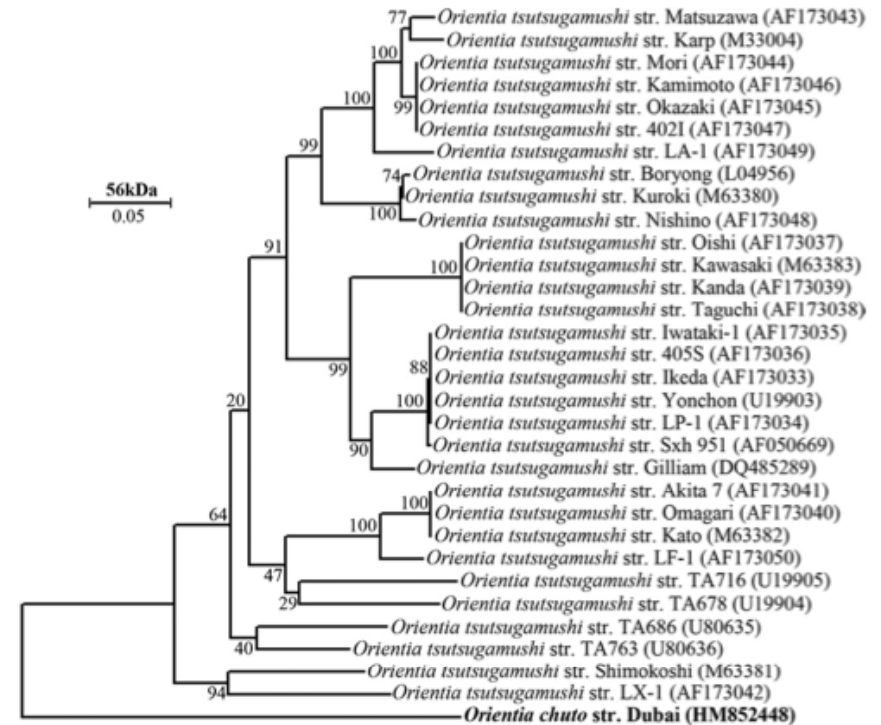 77
Orientia tsutsugamushi str. Matsuzawa (AF173043)
Orientia tsutsugamushi str. Karp (M33004)
100
Orientia tsutsugamushi str. Mori (AF173044)
Orientia tsutsugamushi str. Kamimoto (AF173046)
100
99
Orientia tsutsugamushi str. Okazaki (AF173045)
Orientia tsutsugamushi str. 402I (AF173047)
99
Orientia tsutsugamushi str. LA-1 (AF173049)
74
Orientia tsutsugamushi str. Boryong (L04956)
56kDa
Orientia tsutsugamushi str. Kuroki (M63380)
0.05
100
Orientia tsutsugamushi str. Nishino (AF173048)
91
Orientia tsutsugamushi str. Oishi (AF173037)
100
Orientia tsutsugamushi str. Kawasaki (M63383)
Orientia tsutsugamushi str. Kanda (AF173039)
Orientia tsutsugamushi str. Taguchi (AF173038)
Orientia tsutsugamushi str. Iwataki-1 (AF173035)
Orientia tsutsugamushi str. 405S (AF173036)
99
88
Orientia tsutsugamushi str. Ikeda (AF173033)
20
100
Orientia tsutsugamushi str. Yonchon (U19903)
Orientia tsutsugamushi str. LP-1 (AF173034)
90
Orientia tsutsugamushi str. Sxh 951 (AF050669)
Orientia tsutsugamushi str. Gilliam (DQ485289)
Orientia tsutsugamushi str. Akita 7 (AF173041)
100
64
Orientia tsutsugamushi str. Omagari (AF173040)
100
Orientia tsutsugamushi str. Kato (M63382)
Orientia tsutsugamushi str. LF-1 (AF173050)
47
Orientia tsutsugamushi str. TA716 (U19905)
29
Orientia tsutsugamushi str. TA678 (U19904)
Orientia tsutsugamushi str. TA686 (U80635)
40
Orientia tsutsugamushi str. TA763 (U80636)
Orientia tsutsugamushi str. Shimokoshi (M63381)
94
Orientia tsutsugamushi str. LX-1 (AF173042)
Orientia chuto str. Dubai (HM852448)